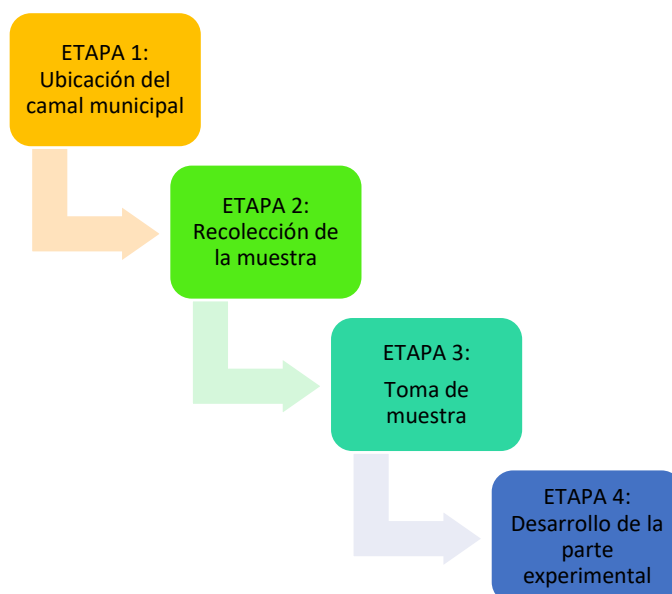 ETAPA 1:
Ubicación del
camal municipal
ETAPA 2:
Recolección de
la muestra
ETAPA 3:
Toma de
muestra
ETAPA 4:
Desarrollo de la
parte
experimental